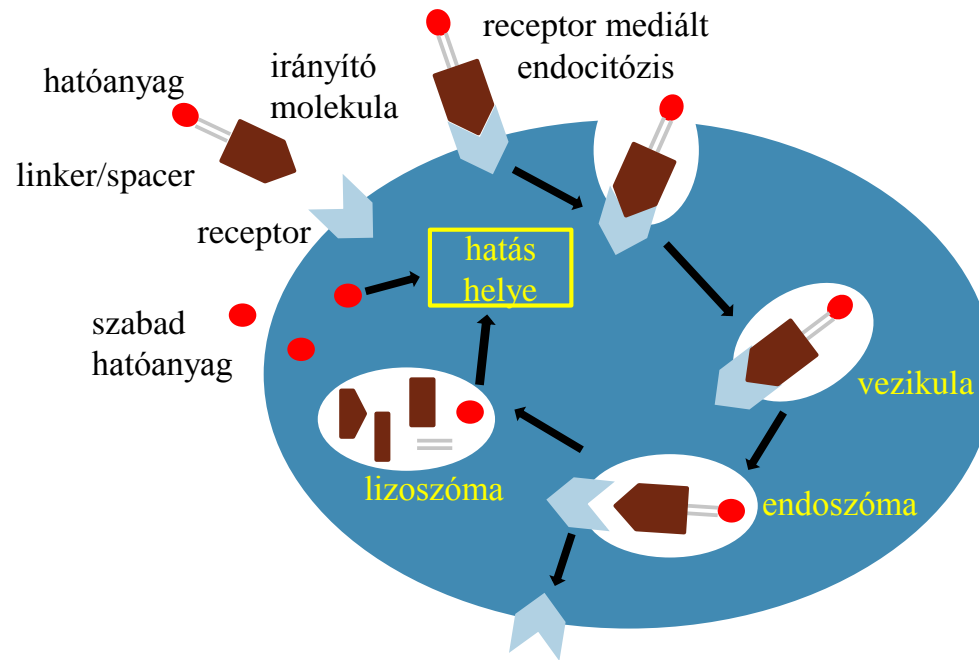 receptor mediált
endocitózis
irányító
molekula
hatóanyag
linker/spacer
receptor
hatás
helye
szabad
hatóanyag
vezikula
lizoszóma
endoszóma